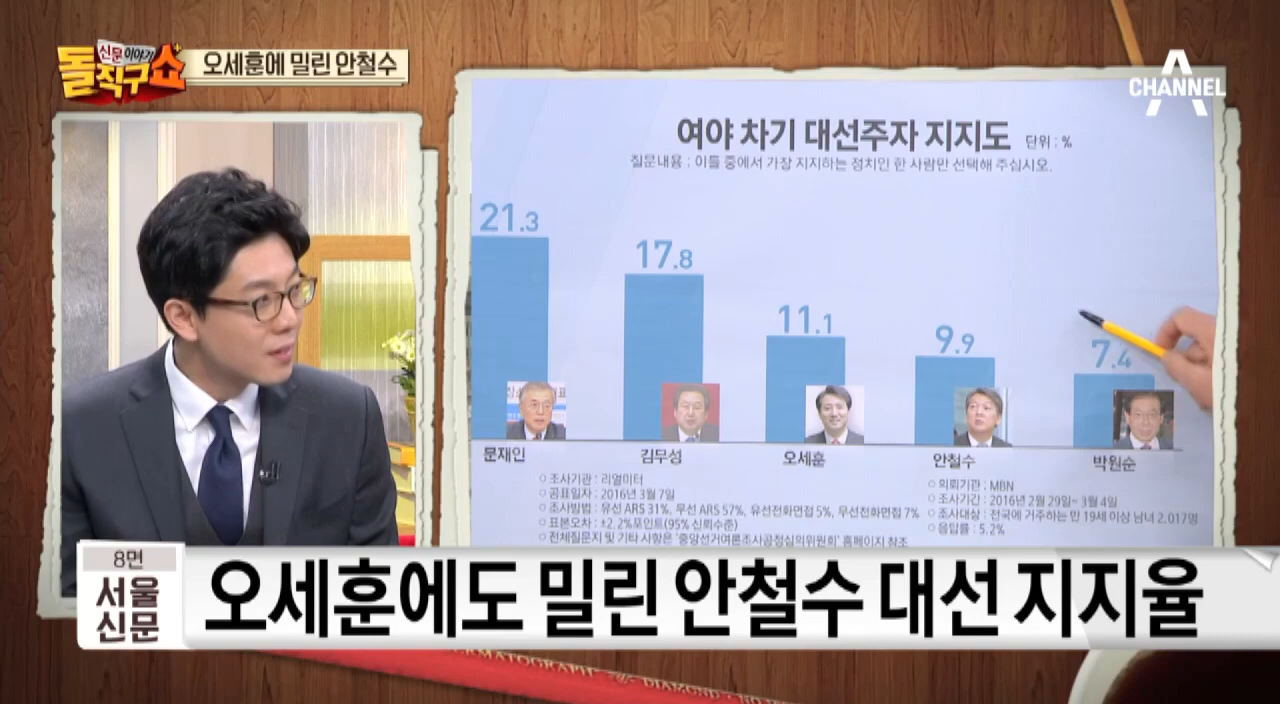 신문이야기
돌직구쇼+
오세훈에 밀린 안철수
CHANNEL A
여야 차기 대선주자 지지도 단위 : %
질문내용 : 이들 중에서 가장 지지하는 정치인 한 사람만 선택해 주십시오.
21.3
17.8
11.1
9.9
7.4
문재인
김무성
오세훈
안철수
박원순
○ 조사기관 : 리얼미터
○ 공표일자 : 2016년 3월 7일
○ 조사방법 : 유선 ARS 31%, 무선 ARS 57%, 유선전화면접 5%, 무선전화면접 7%
○ 표본오차 : ±2.2%포인트(95% 신뢰수준)
○ 전체질문지 및 기타 사항은 '중앙선거여론조사공정심의위원회' 홈페이지 참조
○ 의뢰기관 : MBN
○ 조사기간 : 2016년 2월 29일~ 3월 4일
○ 조사대상 : 전국에 거주하는 만 19세 이상 남녀 2,017명
○ 응답률 : 5.2%
8면
서울
신문
오세훈에도 밀린 안철수 대선 지지율
DERMATOGRAPH